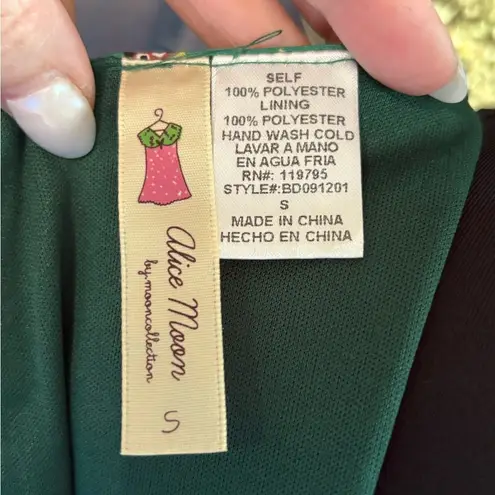 Alice Moon
by.mooncollection
S
SELF
100% POLYESTER
LINING
100% POLYESTER
HAND WASH COLD
LAVAR A MANO
EN AGUA FRIA
RN#: 119795
STYLE#:BD091201
S
MADE IN CHINA
HECHO EN CHINA